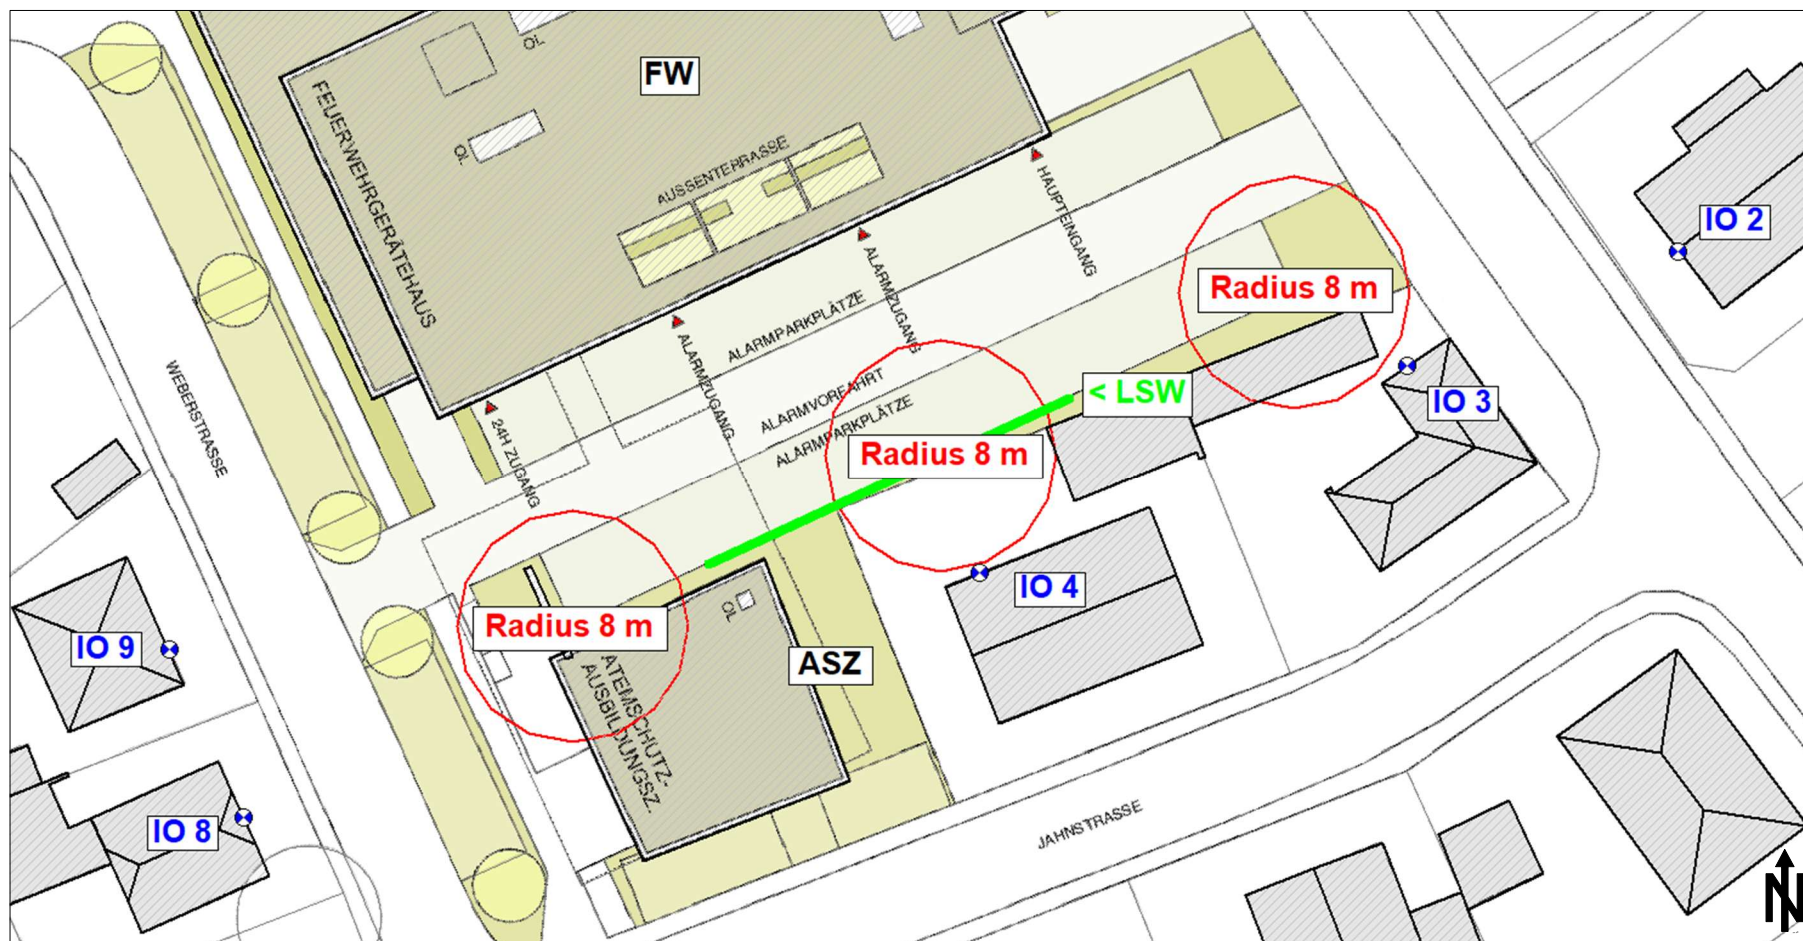 OL
FW
FEUERWEHRGERÄTEHAUS
OL
AUSSENTERRASSE
HAUPTEINGANG
IO 2
ALARMZUGANG
Radius 8 m
ALARMPARKPLÄTZE
ALARMZUGANG
WEBERSTRASSE
ALARMVORFAHRT
< LSW
IO 3
ALARMPARKPLÄTZE
24H ZUGANG
Radius 8 m
IO 4
OL
Radius 8 m
IO 9
ASZ
ATEMSCHUTZ-
AUSBILDUNGSZ.
IO 8
JAHNSTRASSE
N